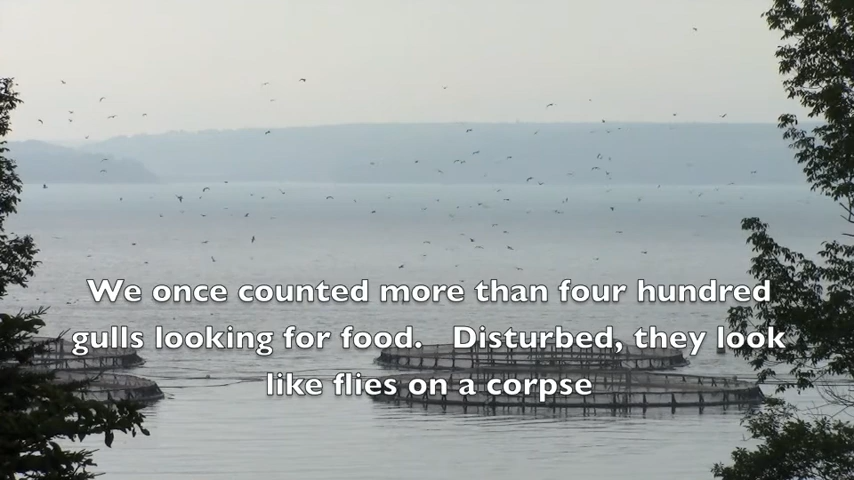 We once counted more than four hundred
gulls looking for food.   Disturbed, they look
like flies on a corpse